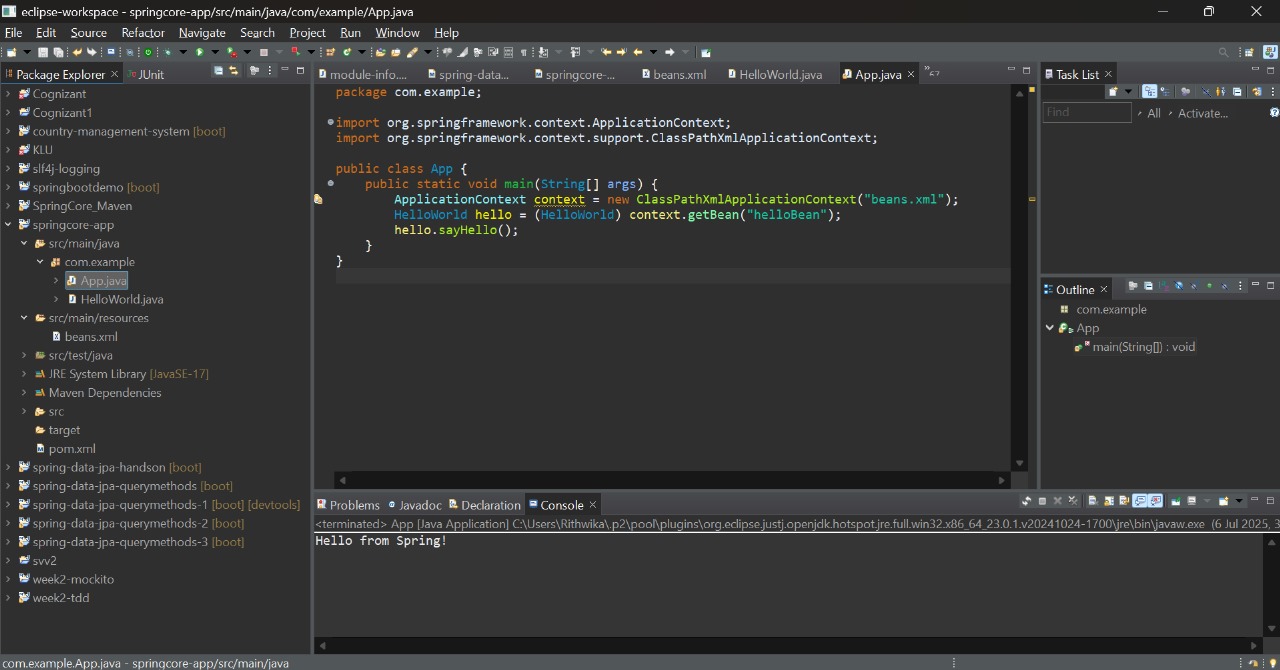 eclipse-workspace - springcore-app/src/main/java/com/example/App.java
File Edit Source Refactor Navigate Search Project Run Window Help
Package Explorer
JUnit
Cognizant
Cognizant1
country-management-system [boot]
KLU
slf4j-logging
springbootdemo [boot]
SpringCore_Maven
springcore-app
src/main/java
com.example
App.java
HelloWorld.java
src/main/resources
beans.xml
src/test/java
JRE System Library [JavaSE-17]
Maven Dependencies
src
target
pom.xml
spring-data-jpa-handson [boot]
spring-data-jpa-querymethods [boot]
spring-data-jpa-querymethods-1 [boot] [devtools]
spring-data-jpa-querymethods-2 [boot]
spring-data-jpa-querymethods-3 [boot]
svv2
week2-mockito
week2-tdd
module-info....
spring-data...
springcore-...
beans.xml
HelloWorld.java
App.java
package com.example;
import org.springframework.context.ApplicationContext;
import org.springframework.context.support.ClassPathXmlApplicationContext;
public class App {
public static void main(String[] args) {
ApplicationContext context = new ClassPathXmlApplicationContext("beans.xml");
HelloWorld hello = (HelloWorld) context.getBean("helloBean");
hello.sayHello();
}
}
Task List
Find
All
Activate...
Outline
com.example
App
main(String[]) : void
Problems
Javadoc
Declaration
Console
<terminated> App [Java Application] C:\Users\Rithwika\.p2\pool\plugins\org.eclipse.justj.openjdk.hotspot.jre.full.win32.x86_64_23.0.1.v20241024-1700\jre\bin\javaw.exe (6 Jul 2025, 3
Hello from Spring!
com.example.App.java - springcore-app/src/main/java